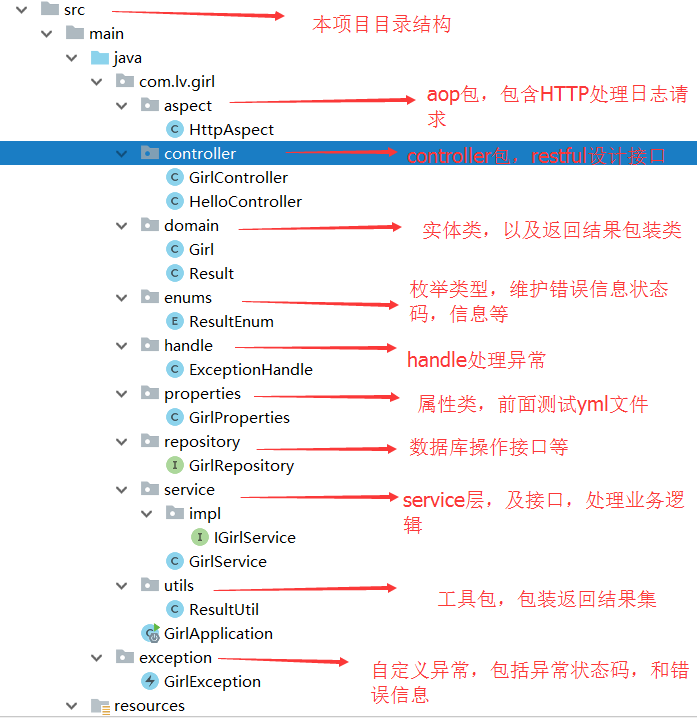 src
本项目目录结构
main
java
com.lv.girl
aspect
aop包，包含HTTP处理日志请
求
HttpAspect
controller
controller包，restful设计接口
GirlController
HelloController
domain
实体类，以及返回结果包装类
Girl
Result
enums
枚举类型，维护错误信息状态
码，信息等
ResultEnum
handle
handle处理异常
ExceptionHandle
properties
属性类，前面测试yml文件
GirlProperties
repository
数据库操作接口等
GirlRepository
service
service层，及接口，处理业务逻
辑
impl
IGirlService
GirlService
utils
工具包，包装返回结果集
ResultUtil
GirlApplication
exception
自定义异常，包括异常状态码，和错
误信息
GirlException
resources